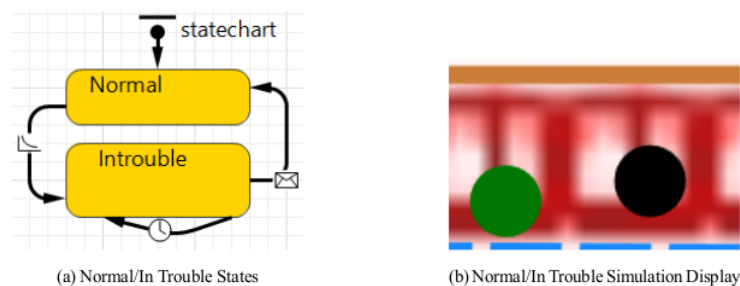 statechart
Normal
Introuble
(a) Normal/In Trouble States
(b) Normal/In Trouble Simulation Display